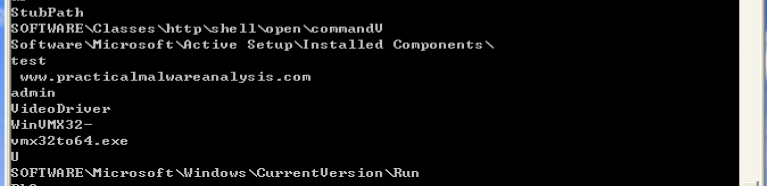 StubPath
SOFTWARE\Classes\http\shell\open\commandV
Software\Microsoft\Active Setup\Installed Components\
test
www.practicalmalwareanalysis.com
admin
VideoDriver
WinVMX32-
vmx32to64.exe
U
SOFTWARE\Microsoft\Windows\CurrentVersion\Run